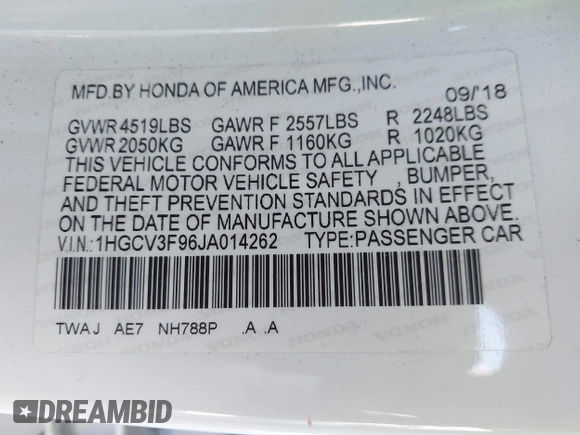 MFD.BY HONDA OF AMERICA MFG.,INC.
09/'18
GVWR 4519LBS GAWR F 2557LBS R 2248LBS
GVWR 2050KG GAWR F 1160KG R 1020KG
THIS VEHICLE CONFORMS TO ALL APPLICABLE
FEDERAL MOTOR VEHICLE SAFETY , BUMPER,
AND THEFT PREVENTION STANDARDS IN EFFECT
ON THE DATE OF MANUFACTURE SHOWN ABOVE.
V.I.N.:1HGCV3F96JA014262 TYPE:PASSENGER CAR
TWAJ AE7 NH788P .A .A
DREAMBID